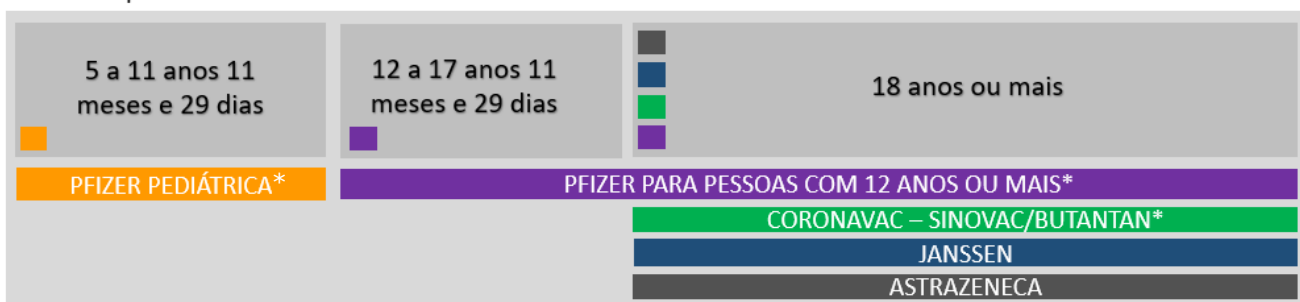 5 a 11 anos 11
meses e 29 dias
12 a 17 anos 11
meses e 29 dias
18 anos ou mais
PFIZER PEDIÁTRICA*
PFIZER PARA PESSOAS COM 12 ANOS OU MAIS*
CORONAVAC – SINOVAC/BUTANTAN*
JANSSEN
ASTRAZENECA